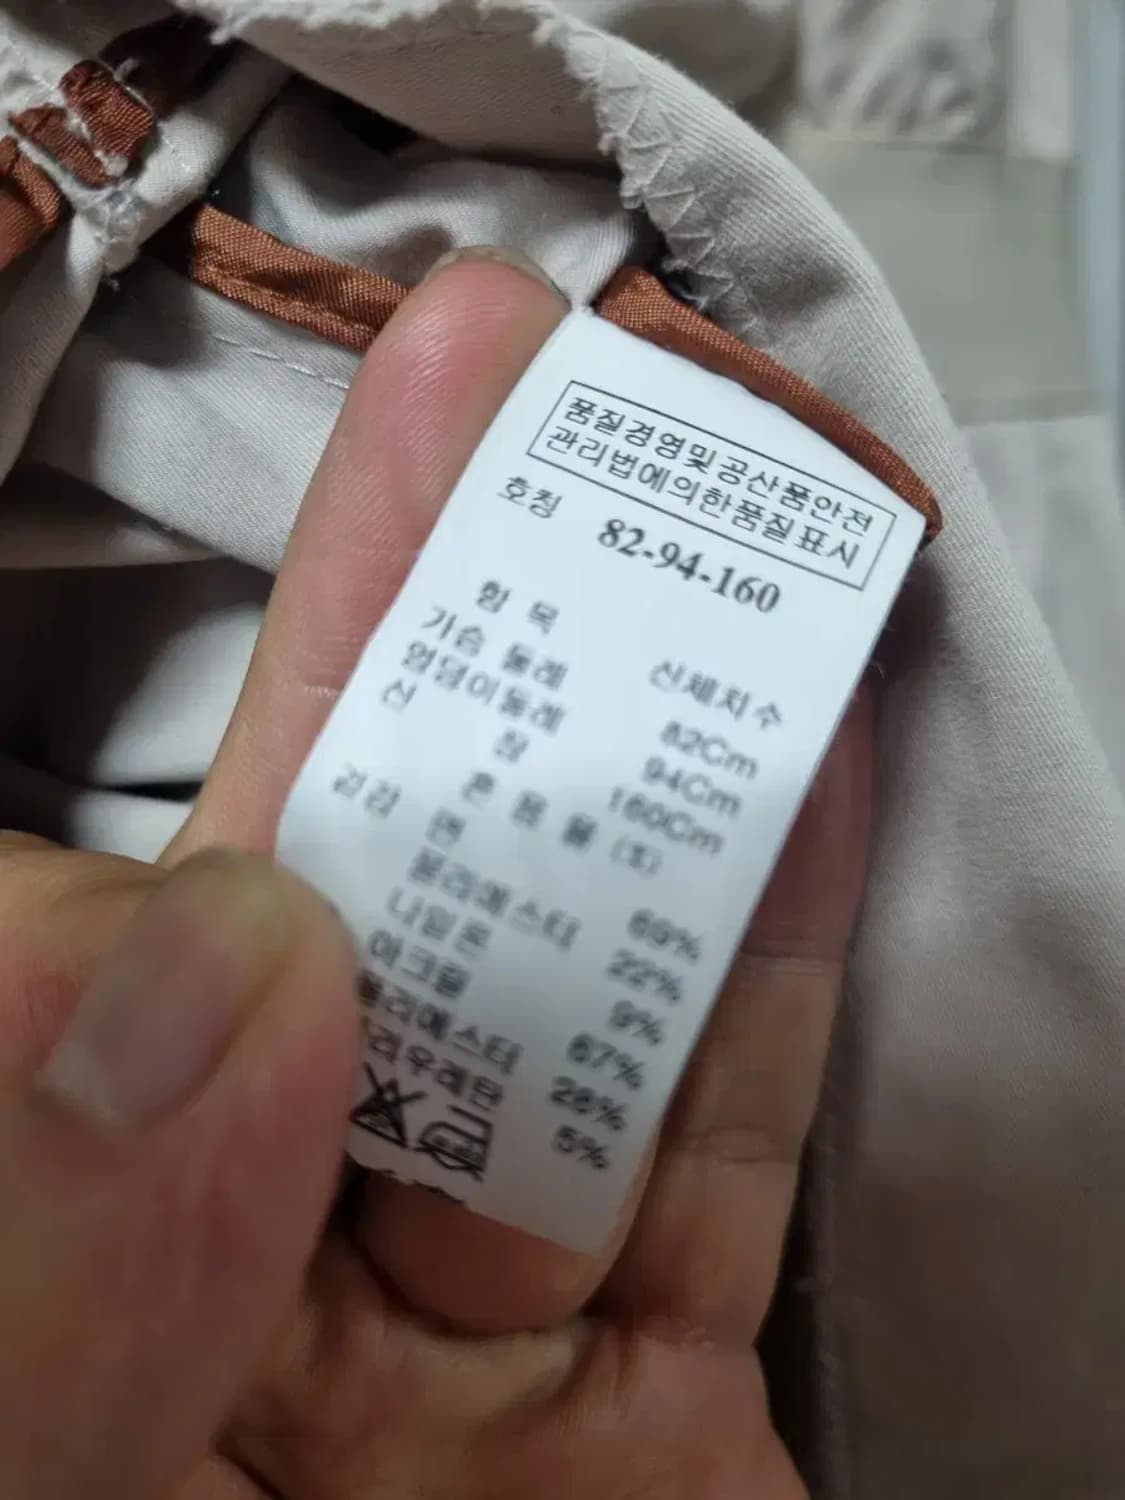 품질경영및공산품안전
관리법에의한품질표시
호칭 82-94-160
항 목 신체치수
가슴 둘레 82Cm
엉덩이둘레 94Cm
신 장 160Cm
혼 용 율 (%)
겉감 면 69%
폴리에스터 22%
나일론 9%
아크릴 67%
폴리에스터 28%
리우레탄 5%